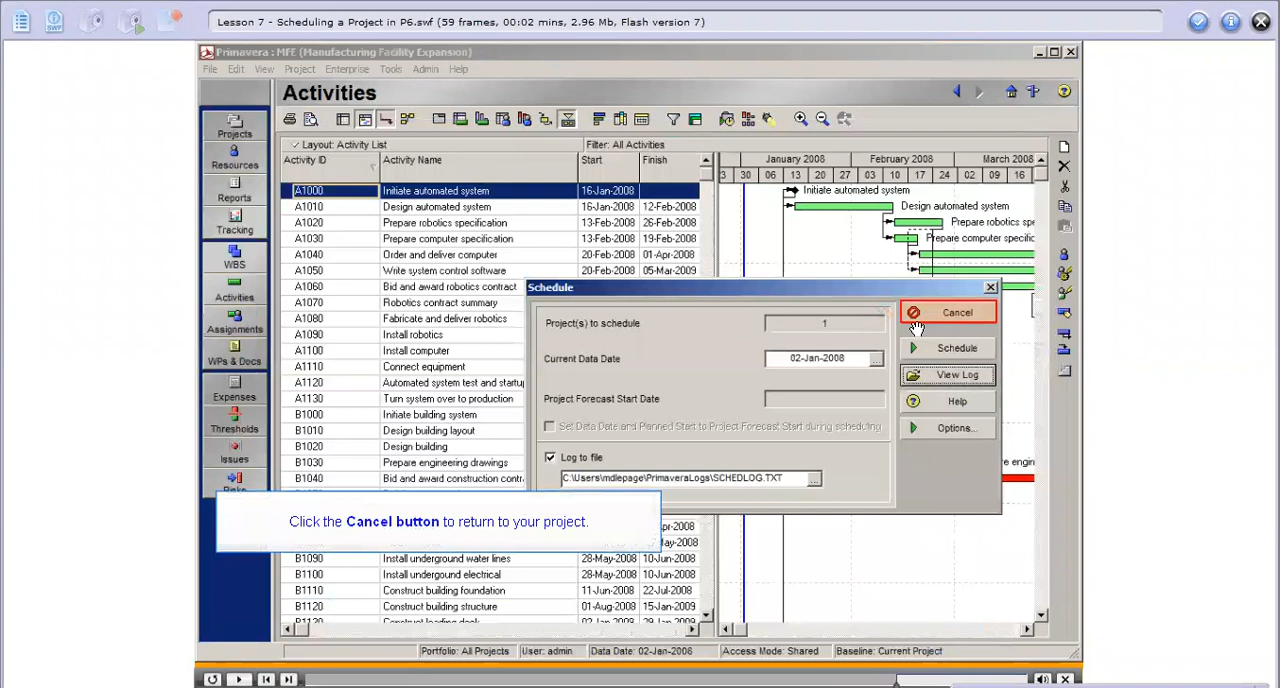 Lesson 7 - Scheduling a Project in P6.swf (59 frames, 00:02 mins, 2.96 Mb, Flash version 7)
Primavera : MFE (Manufacturing Facility Expansion)
File Edit View Project Enterprise Tools Admin Help
Activities
Layout: Activity List Filter: All Activities
Activity ID Activity Name Start Finish January 2008 February 2008 March 2008
3 30 06 13 20 27 03 10 17 24 02 09 16
A1000 Initiate automated system 16-Jan-2008 Initiate automated system
A1010 Design automated system 16-Jan-2008 12-Feb-2008 Design automated system
A1020 Prepare robotics specification 13-Feb-2008 26-Feb-2008 Prepare robotics spe
A1030 Prepare computer specification 13-Feb-2008 19-Feb-2008 Prepare computer specific
A1040 Order and deliver computer 20-Feb-2008 01-Apr-2008
A1050 Write system control software 20-Feb-2008 05-Mar-2009
A1060 Bid and award robotics contract
A1070 Robotics contract summary
A1080 Fabricate and deliver robotics
A1090 Install robotics
A1100 Install computer
A1110 Connect equipment
A1120 Automated system test and startup
A1130 Turn system over to production
B1000 Initiate building system
B1010 Design building layout
B1020 Design building
B1030 Prepare engineering drawings
B1040 Bid and award construction contr
B1090 Install underground water lines 28-May-2008 10-Jun-2008
B1100 Install underground electrical 28-May-2008 10-Jun-2008
B1110 Construct building foundation 11-Jun-2008 22-Jul-2008
B1120 Construct building structure 01-Aug-2008 15-Jan-2009
Projects
Resources
Reports
Tracking
WBS
Activities
Assignments
WPs & Docs
Expenses
Thresholds
Issues
Schedule
Project(s) to schedule 1
Current Data Date 02-Jan-2008 ...
Project Forecast Start Date
Set Data Date and Planned Start to Project Forecast Start during scheduling
Log to file
C:\Users\mdlepage\PrimaveraLogs\SCHEDLOG.TXT ...
Cancel
Schedule
View Log
Help
Options...
Click the Cancel button to return to your project.
Portfolio: All Projects User: admin Data Date: 02-Jan-2008 Access Mode: Shared Baseline: Current Project